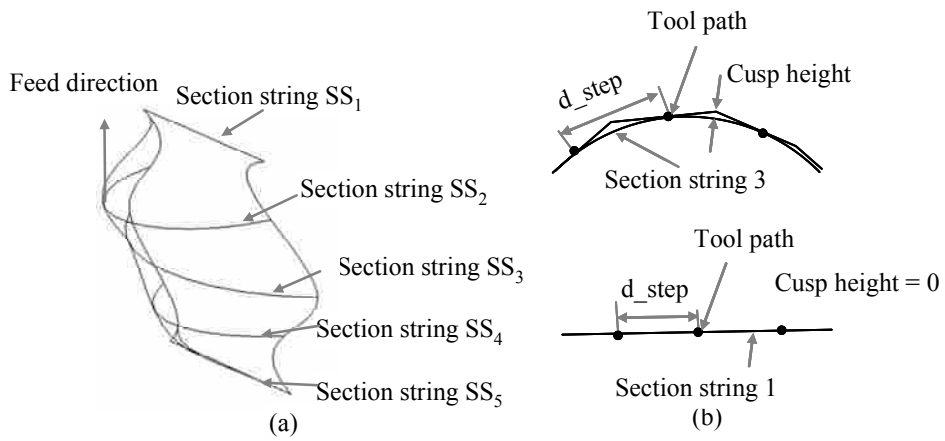 Feed direction
Section string SS1
Section string SS2
Section string SS3
Section string SS4
Section string SS5
(a)
Tool path
d_step
Cusp height
Section string 3
Tool path
d_step
Cusp height = 0
Section string 1
(b)